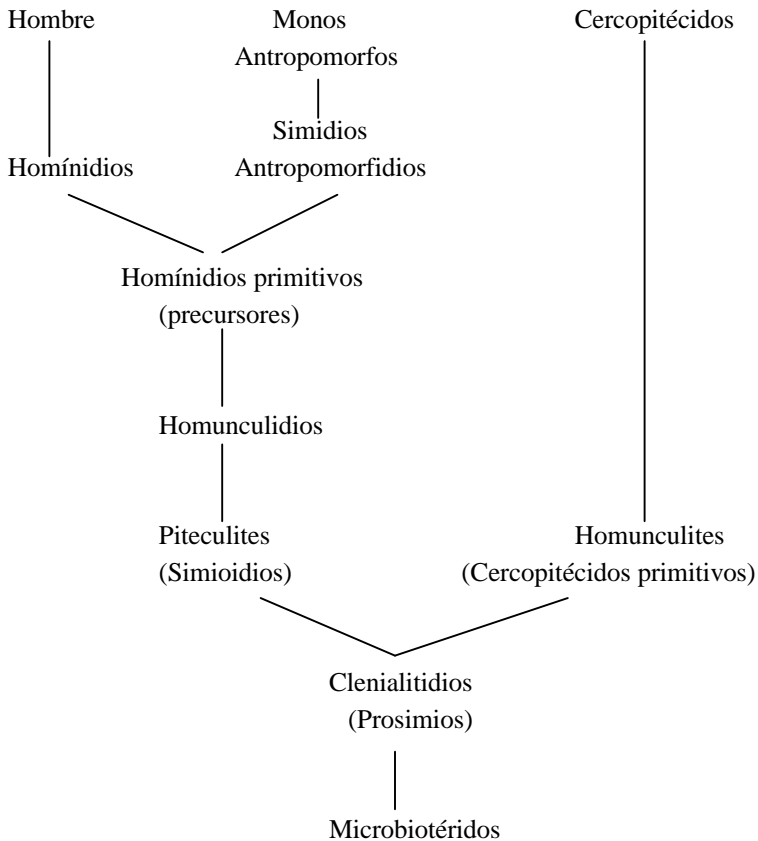 Hombre
Monos
Antropomorfos
Cercopitécidos
Simidios
Antropomorfidios
Homínidios
Homínidios primitivos
(precursores)
Homunculidios
Piteculites
(Simioidios)
Homunculites
(Cercopitécidos primitivos)
Clenialitidios
(Prosimios)
Microbiotéridos